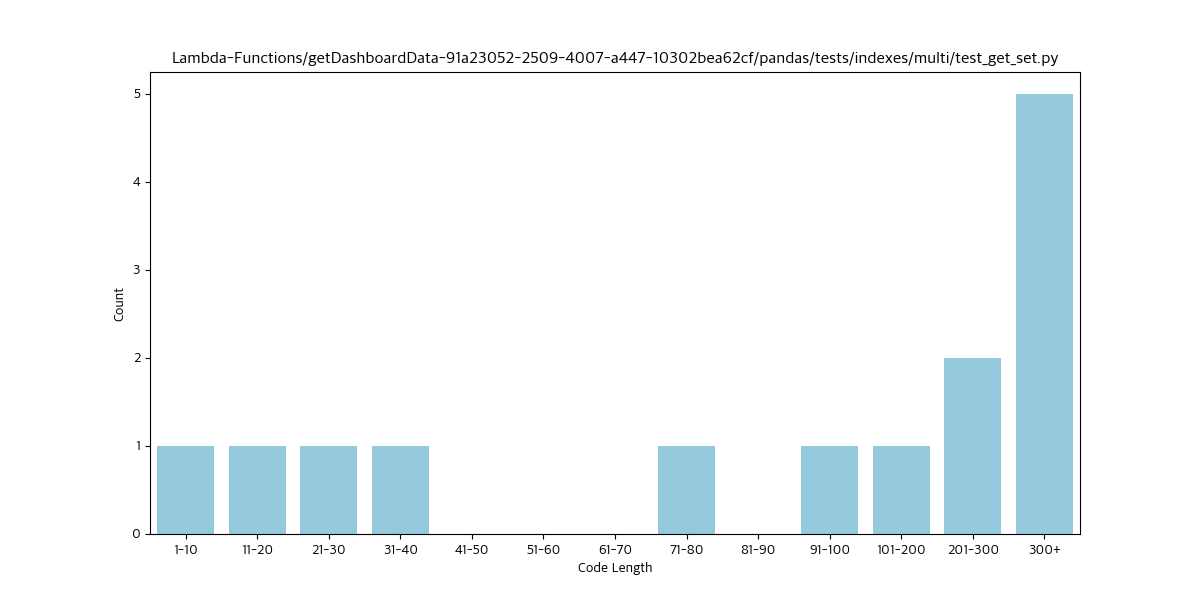 Lambda-Functions/getDashboardData-91a23052-2509-4007-a447-10302bea62cf/pandas/tests/indexes/multi/test_get_set.py
5
4
3
2
1
0
Count
1-10 11-20 21-30 31-40 41-50 51-60 61-70 71-80 81-90 91-100 101-200 201-300 300+
Code Length